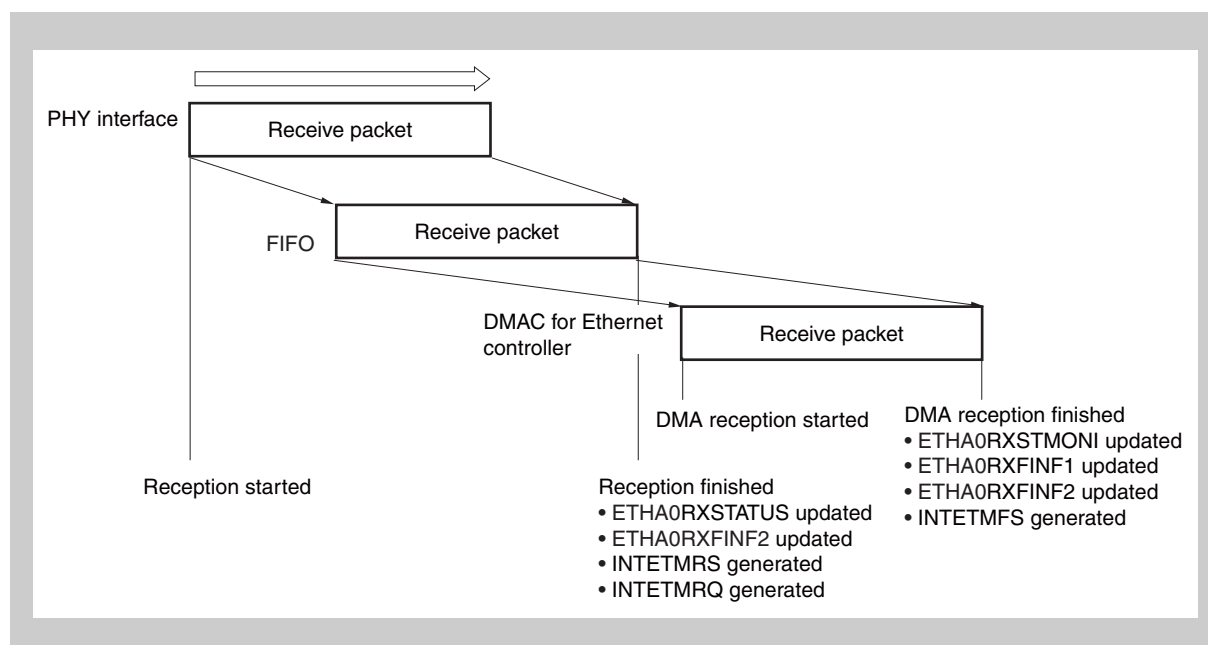 PHY interface
Receive packet
FIFO
Receive packet
DMAC for Ethernet
controller
Receive packet
DMA reception started
DMA reception finished
• ETHA0RXSTMONI updated
• ETHA0RXFINF1 updated
• ETHA0RXFINF2 updated
• INTETMFS generated
Reception started
Reception finished
• ETHA0RXSTATUS updated
• ETHA0RXFINF2 updated
• INTETMRS generated
• INTETMRQ generated